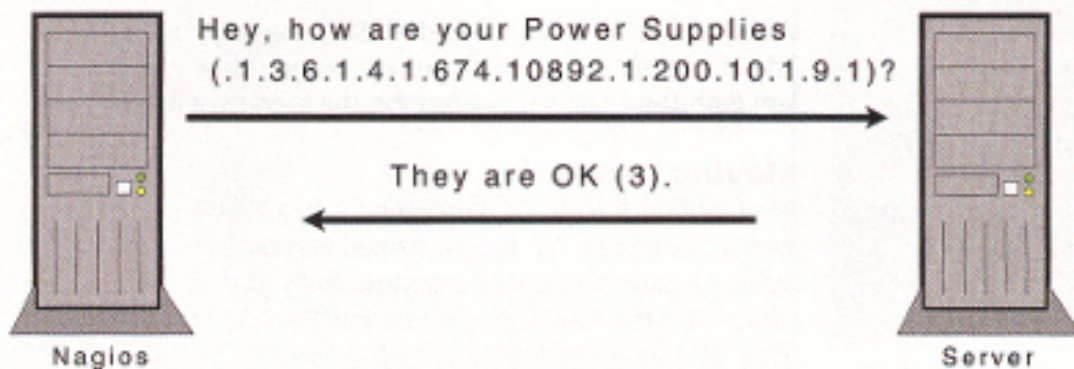 Hey, how are your Power Supplies
(.1.3.6.1.4.1.674.10892.1.200.10.1.9.1)?
They are OK (3).
Nagios
Server